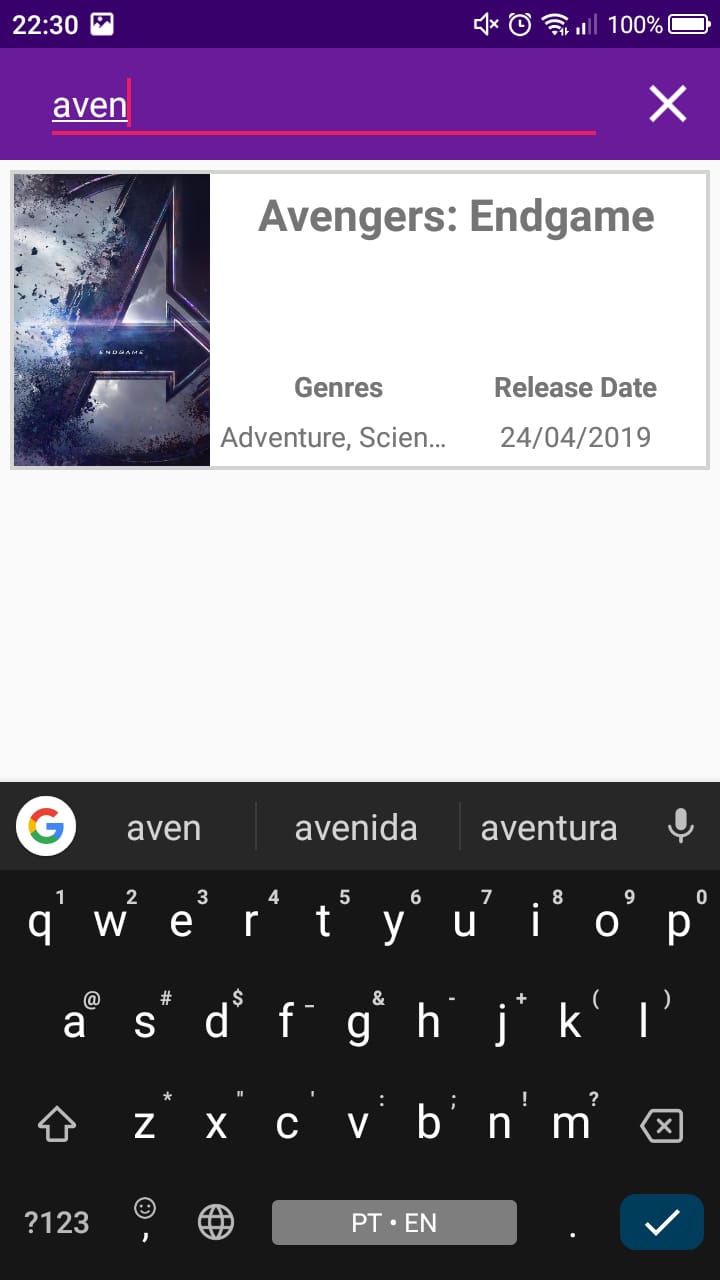 22:30 100%
aven
Avengers: Endgame
ENDGAME
Genres Release Date
Adventure, Scien... 24/04/2019
aven avenida aventura
1 2 3 4 5 6 7 8 9 0
q w e r t y u i o p
@ # $ _ & - + ( )
a s d f g h j k l
* " ' : ; ! ?
z x c v b n m
?123 , PT • EN .